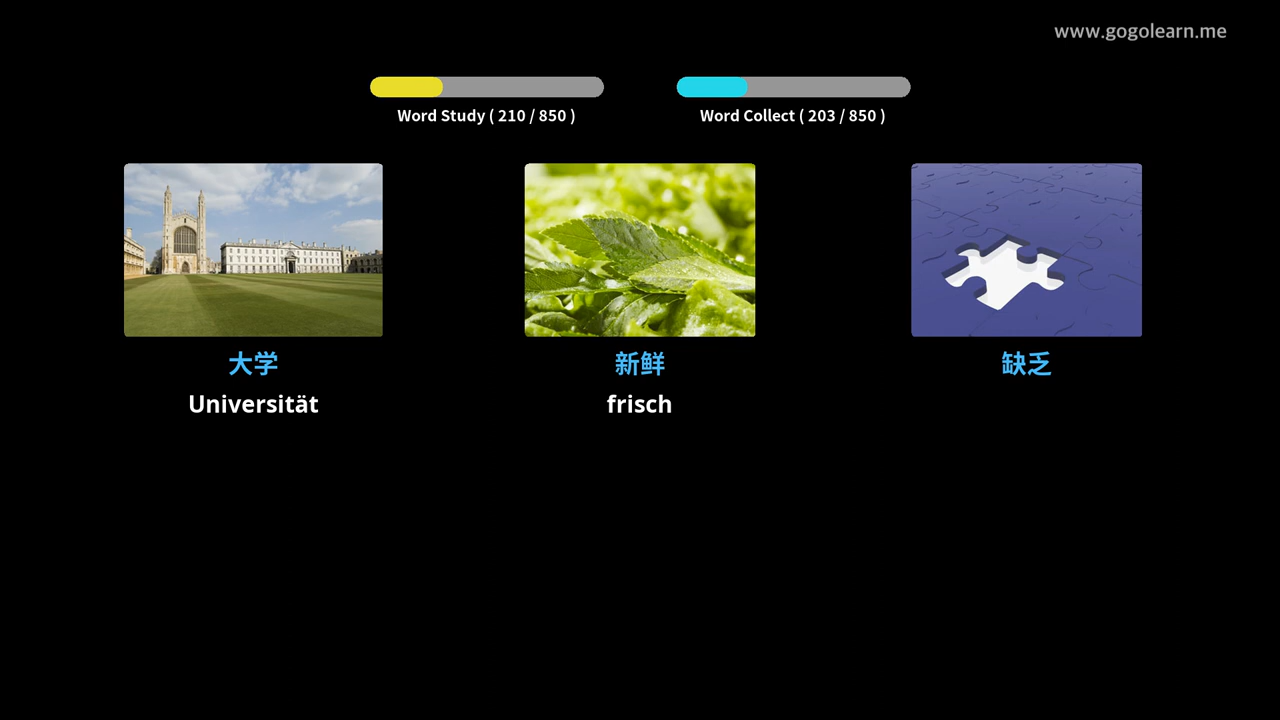 www.gogolearn.me
Word Study ( 210 / 850 )
Word Collect ( 203 / 850 )
大学
Universität
新鲜
frisch
缺乏